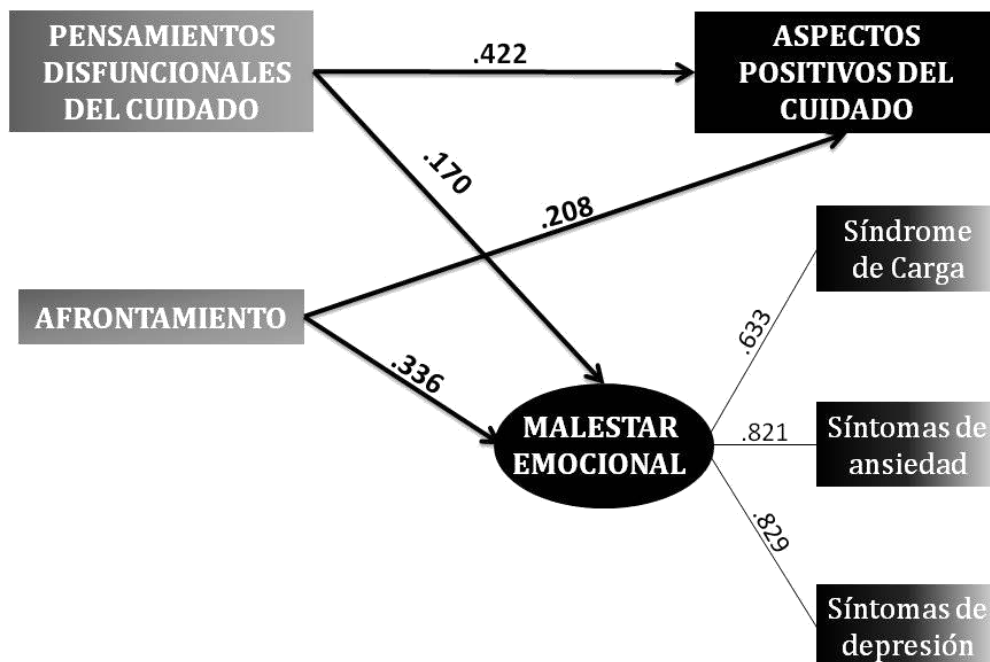 PENSAMIENTOS
DISFUNCIONALES
DEL CUIDADO
.422
ASPECTOS
POSITIVOS DEL
CUIDADO
.170
.208
Síndrome
de Carga
AFRONTAMIENTO
.336
.633
MALESTAR
EMOCIONAL
.821
Síntomas de
ansiedad
.829
Síntomas de
depresión